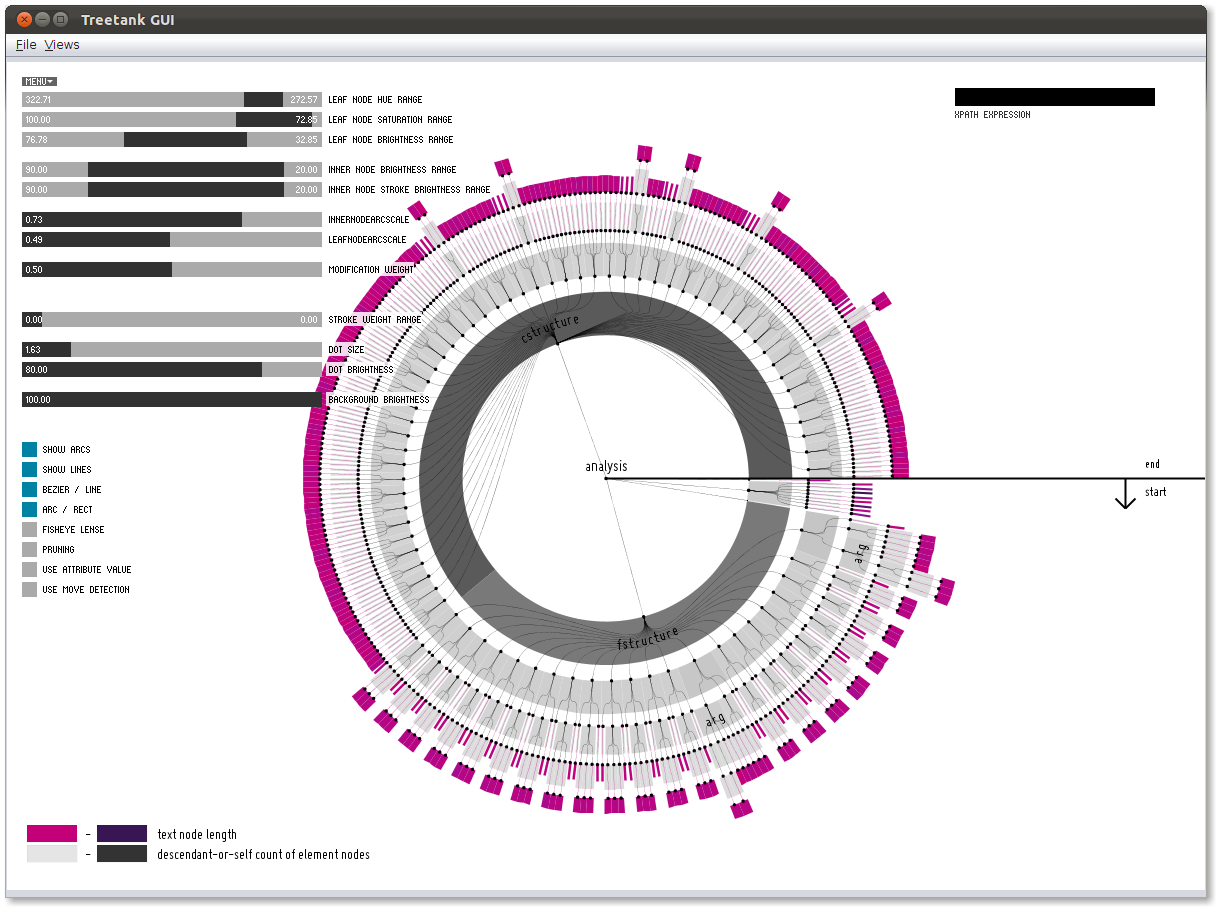 Treetank GUI
File Views
MENU
322.71 272.57 LEAF NODE HUE RANGE
100.00 72.85 LEAF NODE SATURATION RANGE
76.78 32.85 LEAF NODE BRIGHTNESS RANGE
90.00 20.00 INNER NODE BRIGHTNESS RANGE
90.00 20.00 INNER NODE STROKE BRIGHTNESS RANGE
0.73 INNERNODEARCSCALE
0.49 LEAFNODEARCSCALE
0.50 MODIFICATION WEIGHT
0.00 0.00 STROKE WEIGHT RANGE
1.63 DOT SIZE
80.00 DOT BRIGHTNESS
100.00 BACKGROUND BRIGHTNESS
SHOW ARCS
SHOW LINES
BEZIER / LINE
ARC / RECT
FISHEYE LENSE
PRUNING
USE ATTRIBUTE VALUE
USE MOVE DETECTION
XPATH EXPRESSION
cstructure
analysis
end
start
arg
fstructure
arg
- text node length
- descendant-or-self count of element nodes